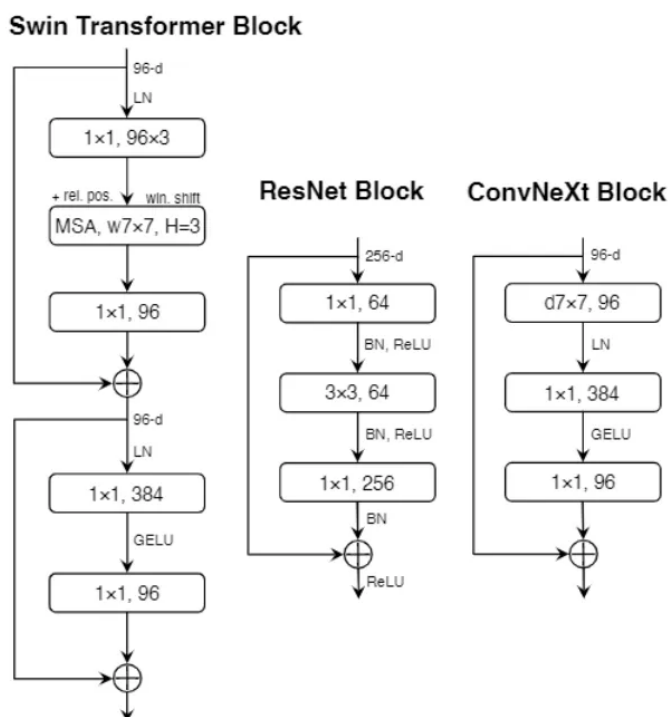 Swin Transformer Block
96-d
LN
1×1, 96×3
+ rel. pos. win. shift
MSA, w7×7, H=3
1×1, 96
96-d
LN
1×1, 384
GELU
1×1, 96
ResNet Block
256-d
1×1, 64
BN, ReLU
3×3, 64
BN, ReLU
1×1, 256
BN
ReLU
ConvNeXt Block
96-d
d7×7, 96
LN
1×1, 384
GELU
1×1, 96